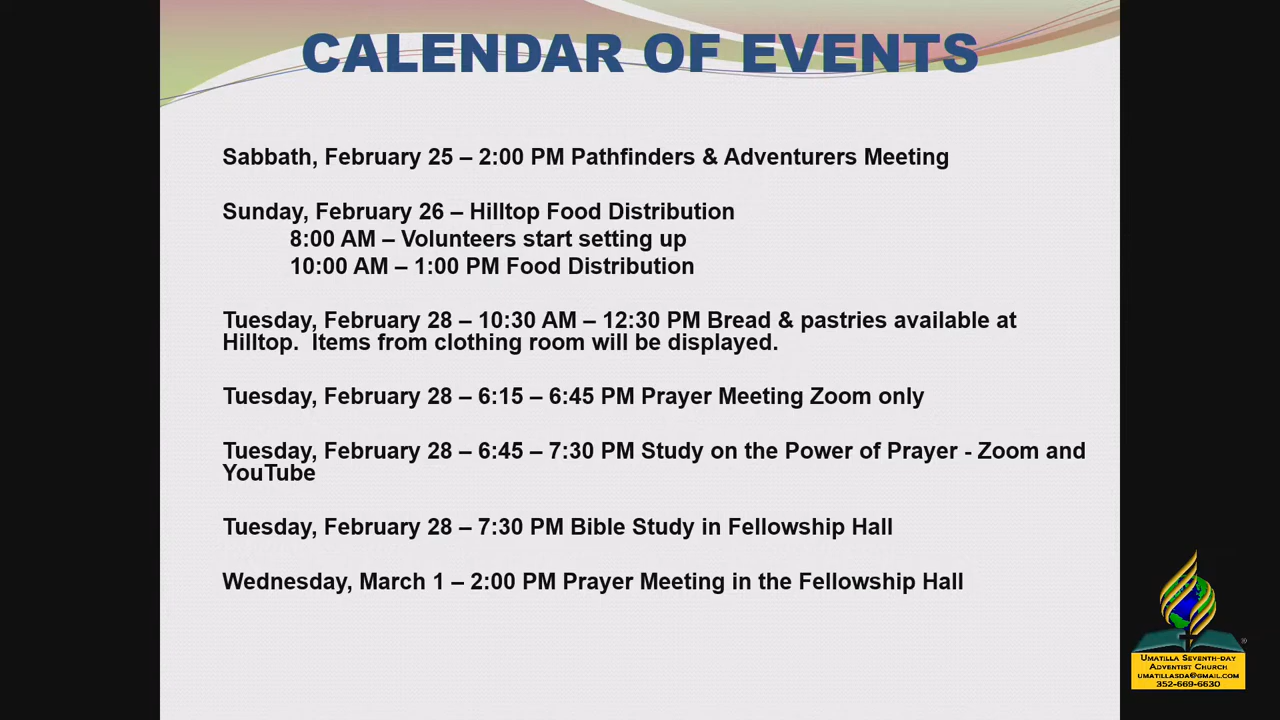 CALENDAR OF EVENTS
Sabbath, February 25 – 2:00 PM Pathfinders & Adventurers Meeting
Sunday, February 26 – Hilltop Food Distribution
8:00 AM – Volunteers start setting up
10:00 AM – 1:00 PM Food Distribution
Tuesday, February 28 – 10:30 AM – 12:30 PM Bread & pastries available at
Hilltop.  Items from clothing room will be displayed.
Tuesday, February 28 – 6:15 – 6:45 PM Prayer Meeting Zoom only
Tuesday, February 28 – 6:45 – 7:30 PM Study on the Power of Prayer - Zoom and
YouTube
Tuesday, February 28 – 7:30 PM Bible Study in Fellowship Hall
Wednesday, March 1 – 2:00 PM Prayer Meeting in the Fellowship Hall
®
UMATILLA SEVENTH-DAY
ADVENTIST CHURCH
UMATILLASDA@GMAIL.COM
352-669-6630